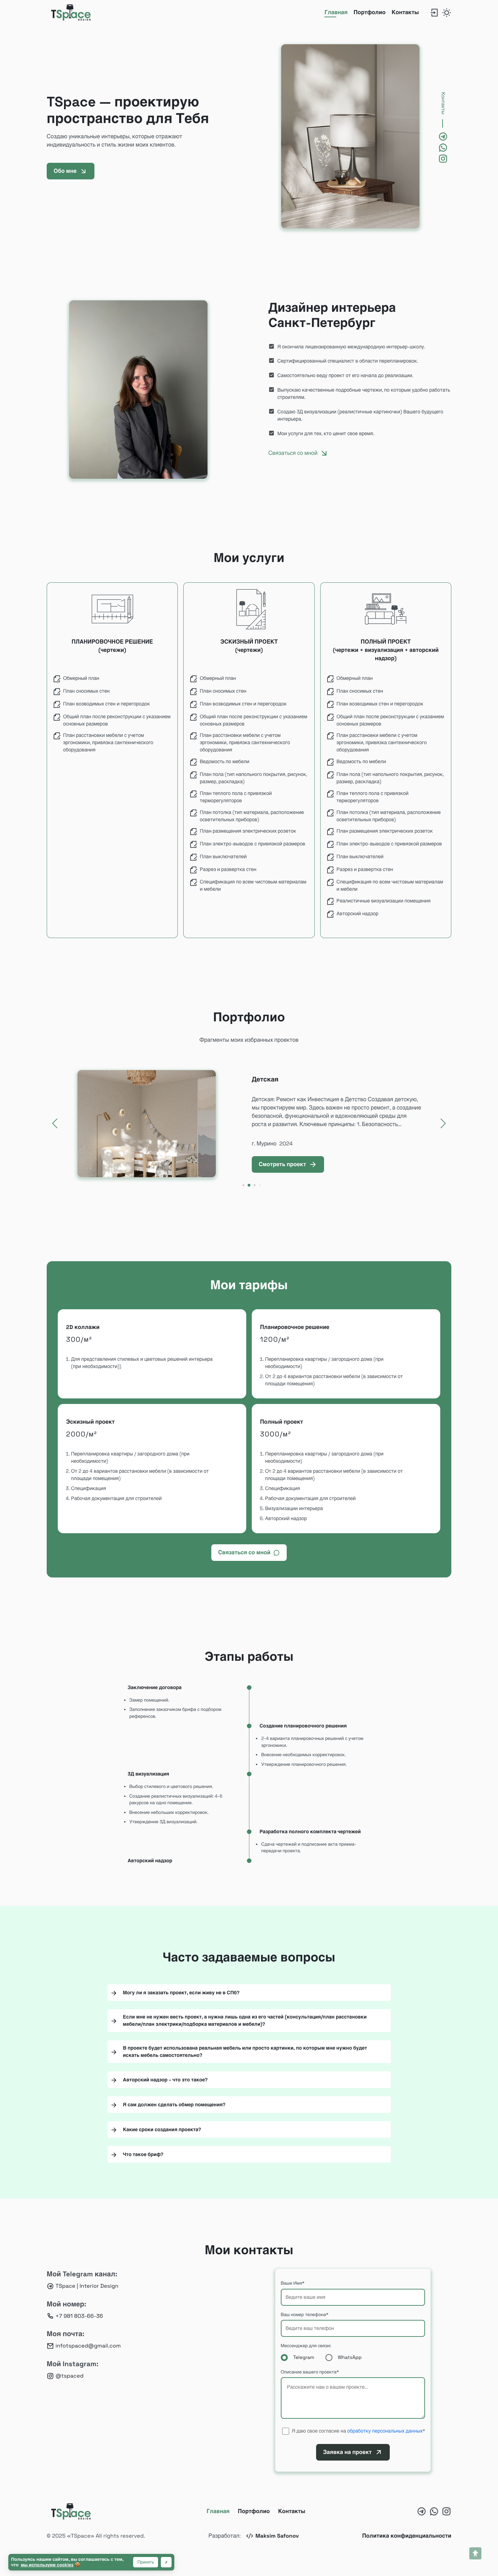 TSpace DESIGN
Главная Портфолио Контакты
TSpace — проектирую
пространство для Тебя
Создаю уникальные интерьеры, которые отражают
индивидуальность и стиль жизни моих клиентов.
Обо мне
Контакты
Дизайнер интерьера
Санкт-Петербург
Я окончила лицензированную международную интерьер-школу.
Сертифицированный специалист в области перепланировок.
Самостоятельно веду проект от его начала до реализации.
Выпускаю качественные подробные чертежи, по которым удобно работать
строителям.
Создаю 3Д визуализации (реалистичные картиночки) Вашего будущего
интерьера.
Мои услуги для тех, кто ценит свое время.
Связаться со мной
Мои услуги
ПЛАНИРОВОЧНОЕ РЕШЕНИЕ
(чертежи)
Обмерный план
План сносимых стен
План возводимых стен и перегородок
Общий план после реконструкции с указанием
основных размеров
План расстановки мебели с учетом
эргономики, привязка сантехнического
оборудования
ЭСКИЗНЫЙ ПРОЕКТ
(чертежи)
Обмерный план
План сносимых стен
План возводимых стен и перегородок
Общий план после реконструкции с указанием
основных размеров
План расстановки мебели с учетом
эргономики, привязка сантехнического
оборудования
Ведомость по мебели
План пола (тип напольного покрытия, рисунок,
размер, раскладка)
План теплого пола с привязкой
терморегуляторов
План потолка (тип материала, расположение
осветительных приборов)
План размещения электрических розеток
План электро-выводов с привязкой размеров
План выключателей
Разрез и развертка стен
Спецификация по всем чистовым материалам
и мебели
ПОЛНЫЙ ПРОЕКТ
(чертежи + визуализация + авторский
надзор)
Обмерный план
План сносимых стен
План возводимых стен и перегородок
Общий план после реконструкции с указанием
основных размеров
План расстановки мебели с учетом
эргономики, привязка сантехнического
оборудования
Ведомость по мебели
План пола (тип напольного покрытия, рисунок,
размер, раскладка)
План теплого пола с привязкой
терморегуляторов
План потолка (тип материала, расположение
осветительных приборов)
План размещения электрических розеток
План электро-выводов с привязкой размеров
План выключателей
Разрез и развертка стен
Спецификация по всем чистовым материалам
и мебели
Реалистичные визуализации помещения
Авторский надзор
Портфолио
Фрагменты моих избранных проектов
Детская
Детская: Ремонт как Инвестиция в Детство Создавая детскую,
мы проектируем мир. Здесь важен не просто ремонт, а создание
безопасной, функциональной и вдохновляющей среды для
роста и развития. Ключевые принципы: 1. Безопасность...
г. Мурино 2024
Смотреть проект
Мои тарифы
2D коллажи
300/м²
1. Для представления стилевых и цветовых решений интерьера
(при необходимости))
Планировочное решение
1200/м²
1. Перепланировка квартиры / загородного дома (при
необходимости)
2. От 2 до 4 вариантов расстановки мебели (в зависимости от
площади помещения)
Эскизный проект
2000/м²
1. Перепланировка квартиры / загородного дома (при
необходимости)
2. От 2 до 4 вариантов расстановки мебели (в зависимости от
площади помещения)
3. Спецификация
4. Рабочая документация для строителей
Полный проект
3000/м²
1. Перепланировка квартиры / загородного дома (при
необходимости)
2. От 2 до 4 вариантов расстановки мебели (в зависимости от
площади помещения)
3. Спецификация
4. Рабочая документация для строителей
5. Визуализации интерьера
6. Авторский надзор
Связаться со мной
Этапы работы
Заключение договора
Замер помещений.
Заполнение заказчиком брифа с подбором
референсов.
Создание планировочного решения
2-4 варианта планировочных решений с учетом
эргономики.
Внесение необходимых корректировок.
Утверждение планировочного решения.
3Д визуализация
Выбор стилевого и цветового решения.
Создание реалистичных визуализаций: 4-6
ракурсов на одно помещение.
Внесение небольших корректировок.
Утверждение 3Д визуализаций.
Разработка полного комплекта чертежей
Сдача чертежей и подписание акта приема-
передачи проекта.
Авторский надзор
Часто задаваемые вопросы
Могу ли я заказать проект, если живу не в СПб?
Если мне не нужен весть проект, а нужна лишь одна из его частей (консультация/план расстановки
мебели/план электрики/подборка материалов и мебели)?
В проекте будет использована реальная мебель или просто картинки, по которым мне нужно будет
искать мебель самостоятельно?
Авторский надзор - что это такое?
Я сам должен сделать обмер помещения?
Какие сроки создания проекта?
Что такое бриф?
Мои контакты
Мой Telegram канал:
TSpace | Interior Design
Мой номер:
+7 981 803-66-36
Моя почта:
infotspaced@gmail.com
Мой Instagram:
@tspaced
Ваше Имя*
Ведите ваше имя
Ваш номер телефона*
Ведите ваш телефон
Мессенджер для связи:
Telegram WhatsApp
Описание вашего проекта*
Расскажите нам о вашем проекте...
Я даю свое согласие на обработку персональных данных*
Заявка на проект
TSpace DESIGN
Главная Портфолио Контакты
© 2025 «TSpace» All rights reserved.
Разработал: Maksim Safonov
Политика конфиденциальности
Пользуясь нашим сайтом, вы соглашаетесь с тем,
что мы используем cookies
Принять